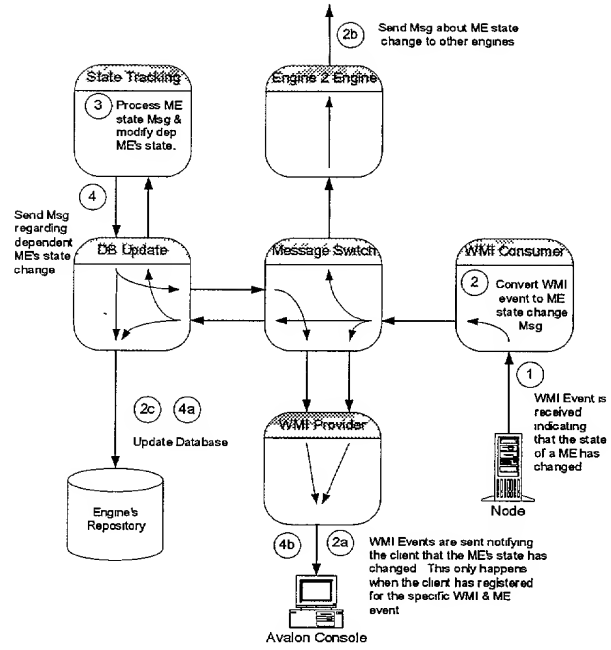 2b
Send Msg about ME state
change to other engines
State Tracking
Engine 2 Engine
3
Process ME
state Msg &
modify dep
ME's state.
4
Send Msg
regarding
dependent
ME's state
change
DB Update
Message Switch
WMI Consumer
2
Convert WMI
event to ME
state change
Msg
1
WMI Event is
received
indicating
that the state
of a ME has
changed
Node
2c
4a
Update Database
WMI Provider
Engine's
Repository
4b
2a
WMI Events are sent notifying
the client that the ME's state has
changed This only happens
when the client has registered
for the specific WMI & ME
event
Avalon Console